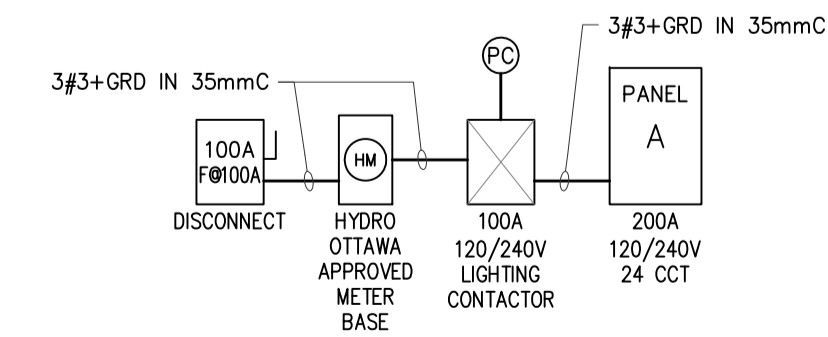 3#3+GRD IN 35mmC
PC
3#3+GRD IN 35mmC
100A
F@100A
DISCONNECT
HM
HYDRO
OTTAWA
APPROVED
METER
BASE
100A
120/240V
LIGHTING
CONTACTOR
PANEL
A
200A
120/240V
24 CCT